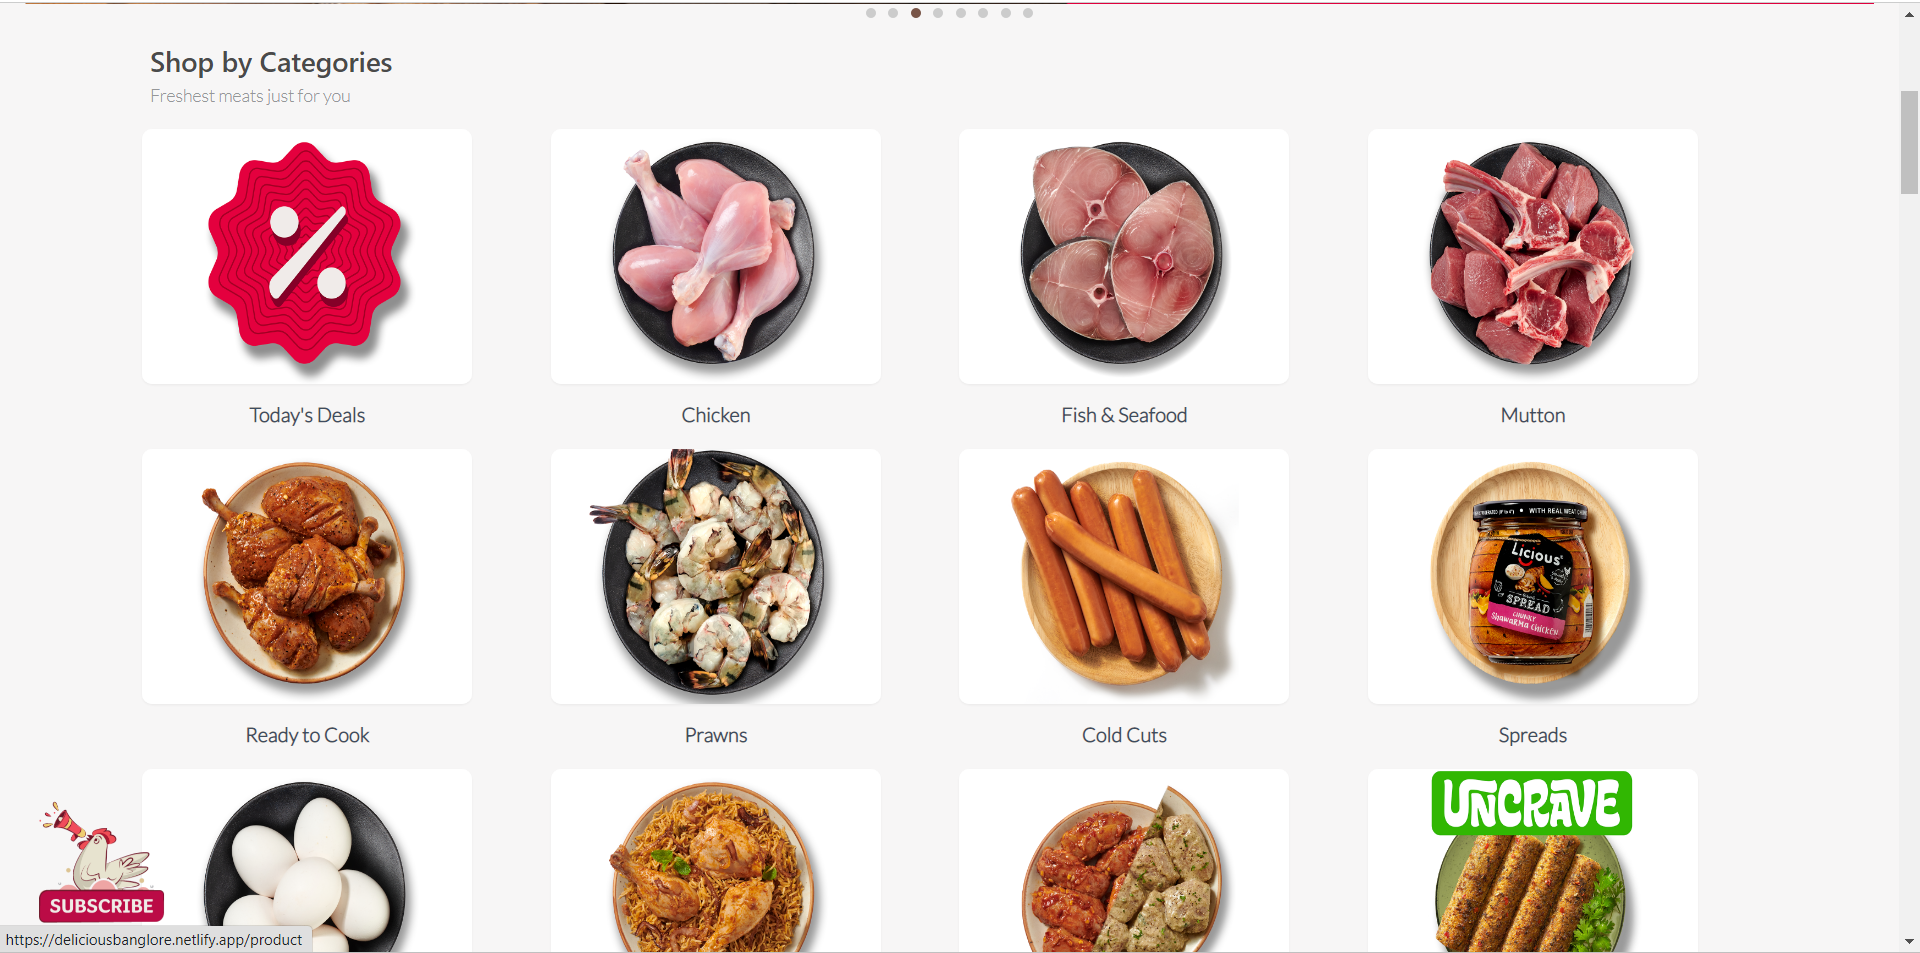 Shop by Categories
Freshest meats just for you
Today's Deals
Chicken
Fish & Seafood
Mutton
WITH REAL MEAT
Licious
SPREAD
CHUNKY
SHAWARMA CHICKEN
Ready to Cook
Prawns
Cold Cuts
Spreads
UNCRAVE
SUBSCRIBE
https://deliciousbanglore.netlify.app/product